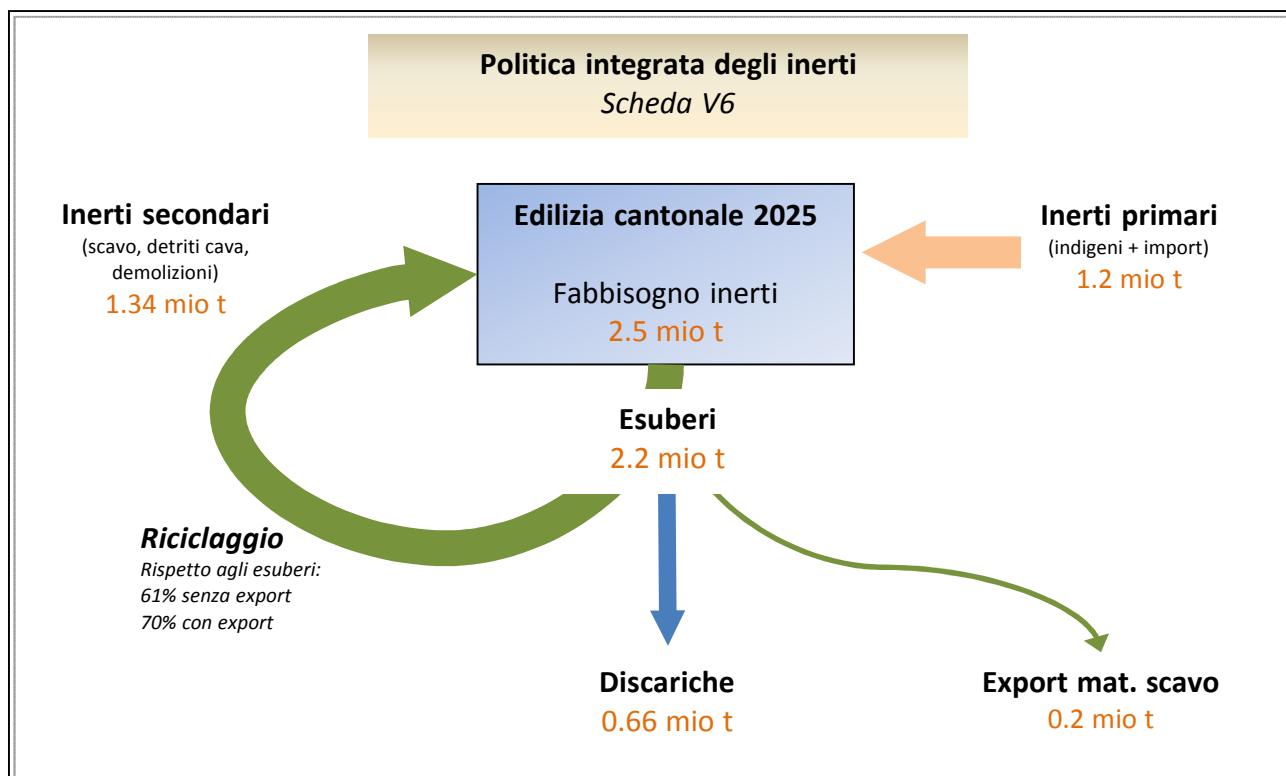 Politica integrata degli inerti
Scheda V6
Inerti secondari
(scavo, detriti cava,
demolizioni)
1.34 mio t
Edilizia cantonale 2025
Fabbisogno inerti
2.5 mio t
Inerti primari
(indigeni + import)
1.2 mio t
Esuberi
2.2 mio t
Riciclaggio
Rispetto agli esuberi:
61% senza export
70% con export
Discariche
0.66 mio t
Export mat. scavo
0.2 mio t